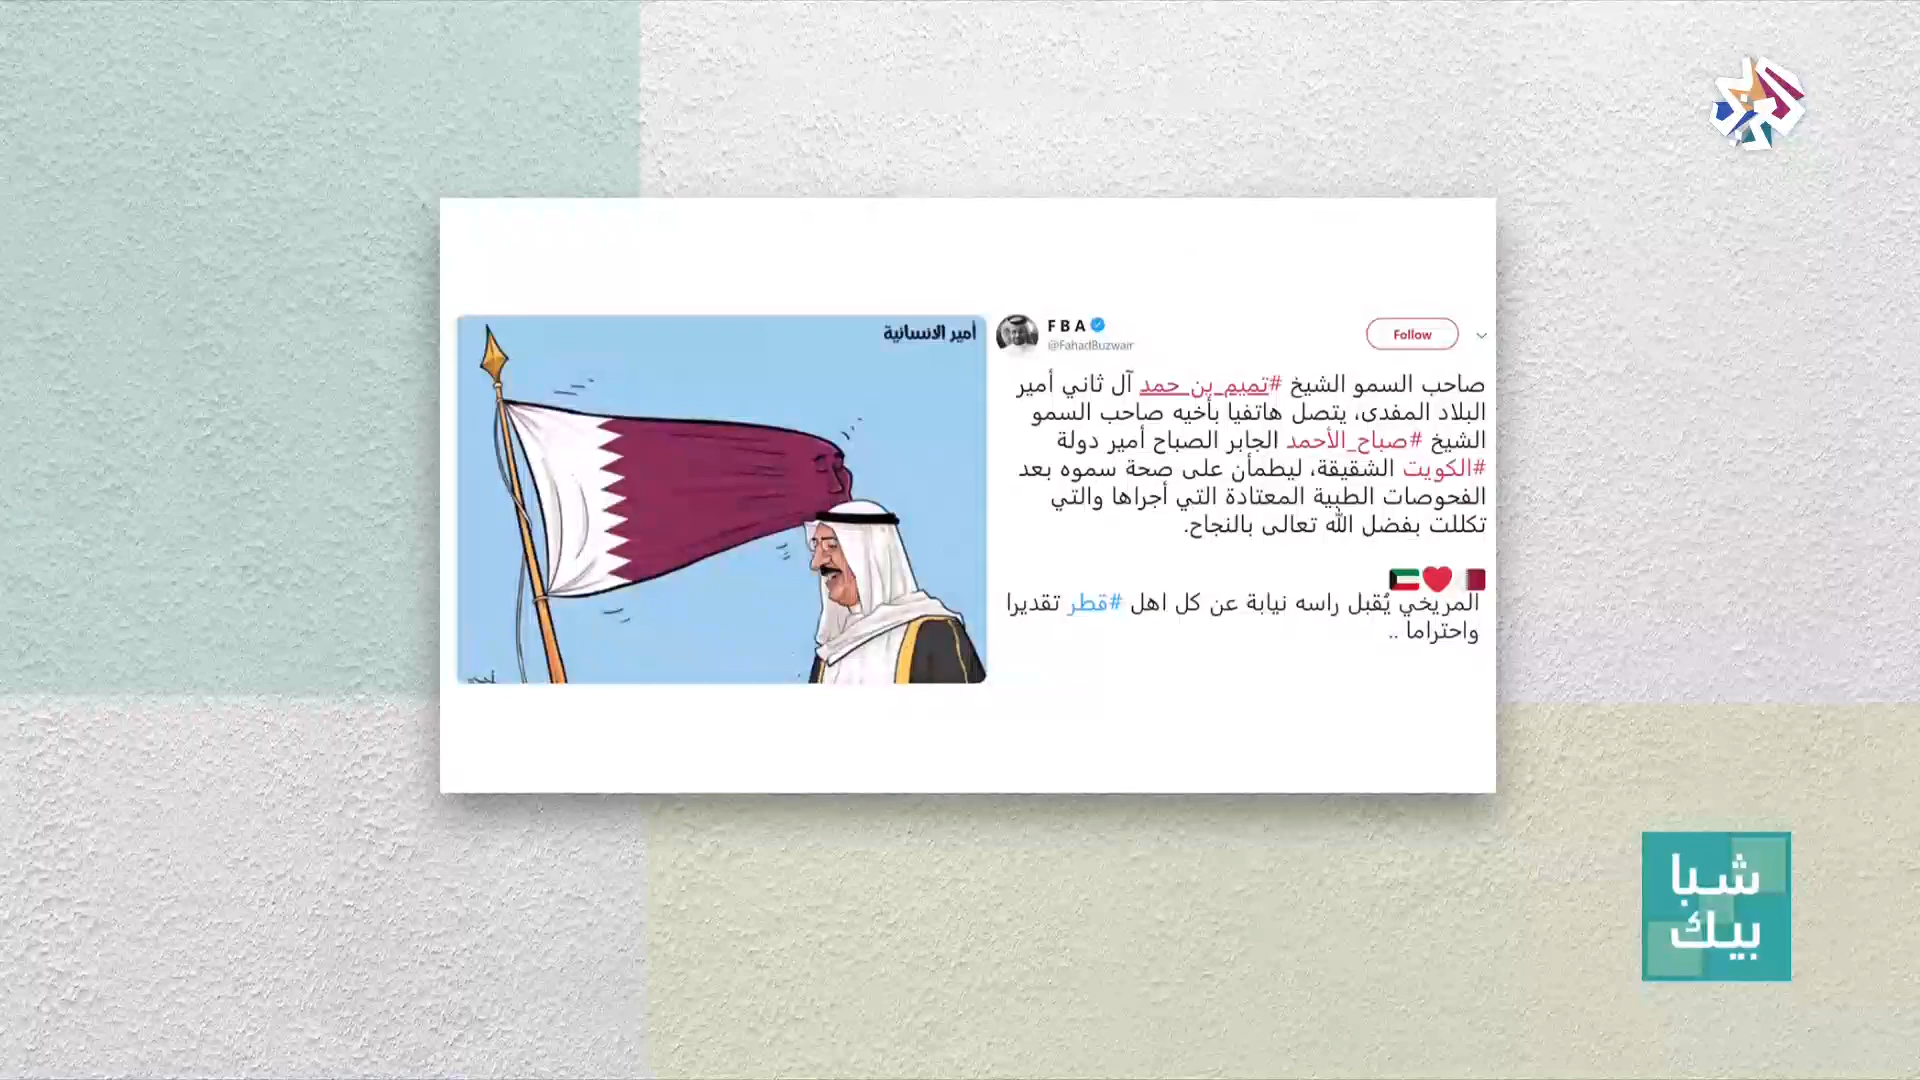 أمير الانسانية
F B A
@FahadBuzwair
Follow
صاحب السمو الشيخ #تميم_بن_حمد آل ثاني أمير
البلاد المفدى، يتصل هاتفيا بأخيه صاحب السمو
الشيخ #صباح_الأحمد الجابر الصباح أمير دولة
#الكويت الشقيقة، ليطمأن على صحة سموه بعد
الفحوصات الطبية المعتادة التي أجراها والتي
تكللت بفضل الله تعالى بالنجاح.
المريخي يُقبل راسه نيابة عن كل اهل #قطر تقديرا
واحتراما ..
شبا
بيك